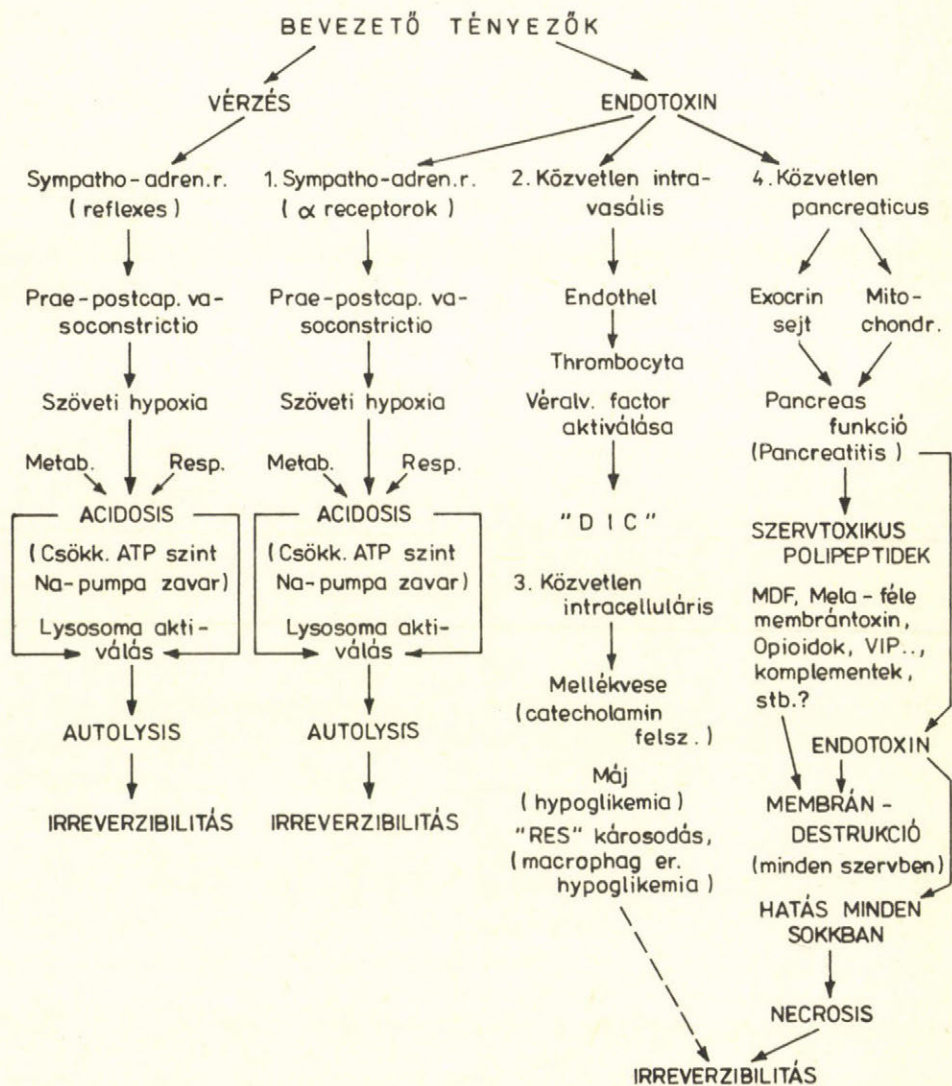 BEVEZETŐ TÉNYEZŐK
VÉRZÉS
ENDOTOXIN
Sympatho-adren.r.
( reflexes )
Prae-postcap. va-
soconstrictio
Szöveti hypoxia
Metab.
Resp.
ACIDOSIS
(Csökk. ATP szint
Na-pumpa zavar)
Lysosoma akti-
válás
AUTOLYSIS
IRREVERZIBILITÁS
1. Sympatho-adren.r.
( α receptorok )
Prae-postcap. va-
soconstrictio
Szöveti hypoxia
Metab.
Resp.
ACIDOSIS
(Csökk. ATP szint
Na-pumpa zavar)
Lysosoma akti-
válás
AUTOLYSIS
IRREVERZIBILITÁS
2. Közvetlen intra-
vasális
Endothel
Thrombocyta
Véralv. factor
aktiválása
"DIC"
3. Közvetlen
intracelluláris
Mellékvese
(catecholamin
felsz.)
Máj
(hypoglikemia)
"RES" károsodás,
(macrophag er.
hypoglikemia)
4. Közvetlen
pancreaticus
Exocrin
sejt
Mito-
chondr.
Pancreas
funkció
(Pancreatitis)
SZERVTOXIKUS
POLIPEPTIDEK
MDF, Mela-féle
membrántoxin,
Opioidok, VIP..,
komplementek,
stb.?
ENDOTOXIN
MEMBRÁN-
DESTRUKCIÓ
(minden szervben)
HATÁS MINDEN
SOKKBAN
NECROSIS
IRREVERZIBILITÁS